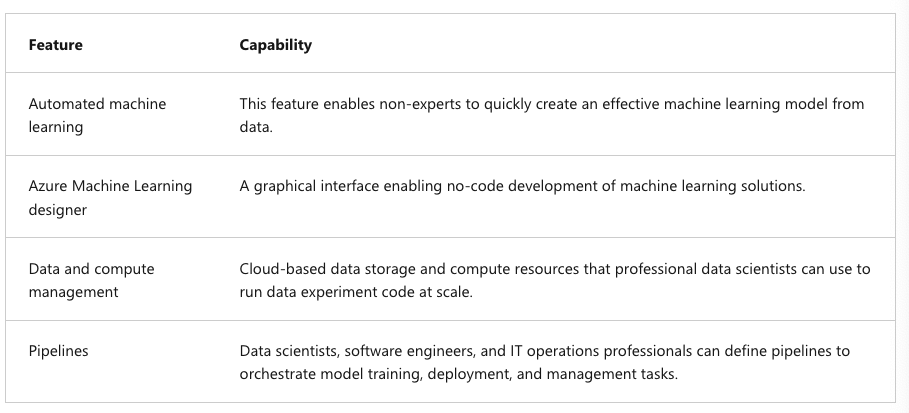 Feature Capability
Automated machine This feature enables non-experts to quickly create an effective machine learning model from
learning data.
Azure Machine Learning A graphical interface enabling no-code development of machine learning solutions.
designer
Data and compute Cloud-based data storage and compute resources that professional data scientists can use to
management run data experiment code at scale.
Pipelines Data scientists, software engineers, and IT operations professionals can define pipelines to
orchestrate model training, deployment, and management tasks.